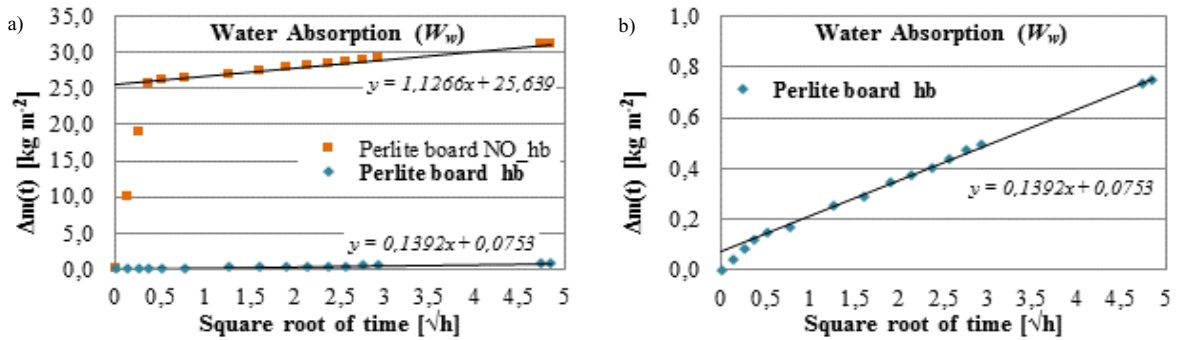 a)
Water Absorption (Ww)
Δm(t) [kg m-2]
35,0
30,0
25,0
20,0
15,0
10,0
5,0
0,0
y = 1,1266x + 25,639
Perlite board NO_hb
Perlite board hb
y = 0,1392x + 0,0753
0 0,5 1 1,5 2 2,5 3 3,5 4 4,5 5
Square root of time [√h]
b)
Water Absorption (Ww)
Δm(t) [kg m-2]
1,0
0,8
0,6
0,4
0,2
0,0
Perlite board hb
y = 0,1392x + 0,0753
0 0,5 1 1,5 2 2,5 3 3,5 4 4,5 5
Square root of time [√h]